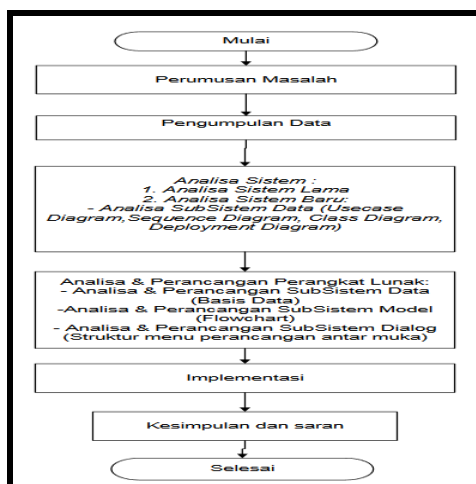 Mulai
Perumusan Masalah
Pengumpulan Data
Analisa Sistem :
1. Analisa Sistem Lama
2. Analisa Sistem Baru:
- Analisa SubSistem Data (Usecase
Diagram,Sequence Diagram, Class Diagram,
Deployment Diagram)
Analisa & Perancangan Perangkat Lunak:
- Analisa & Perancangan SubSistem Data
(Basis Data)
-Analisa & Perancangan SubSistem Model
(Flowchart)
- Analisa & Perancangan SubSistem Dialog
(Struktur menu perancangan antar muka)
Implementasi
Kesimpulan dan saran
Selesai